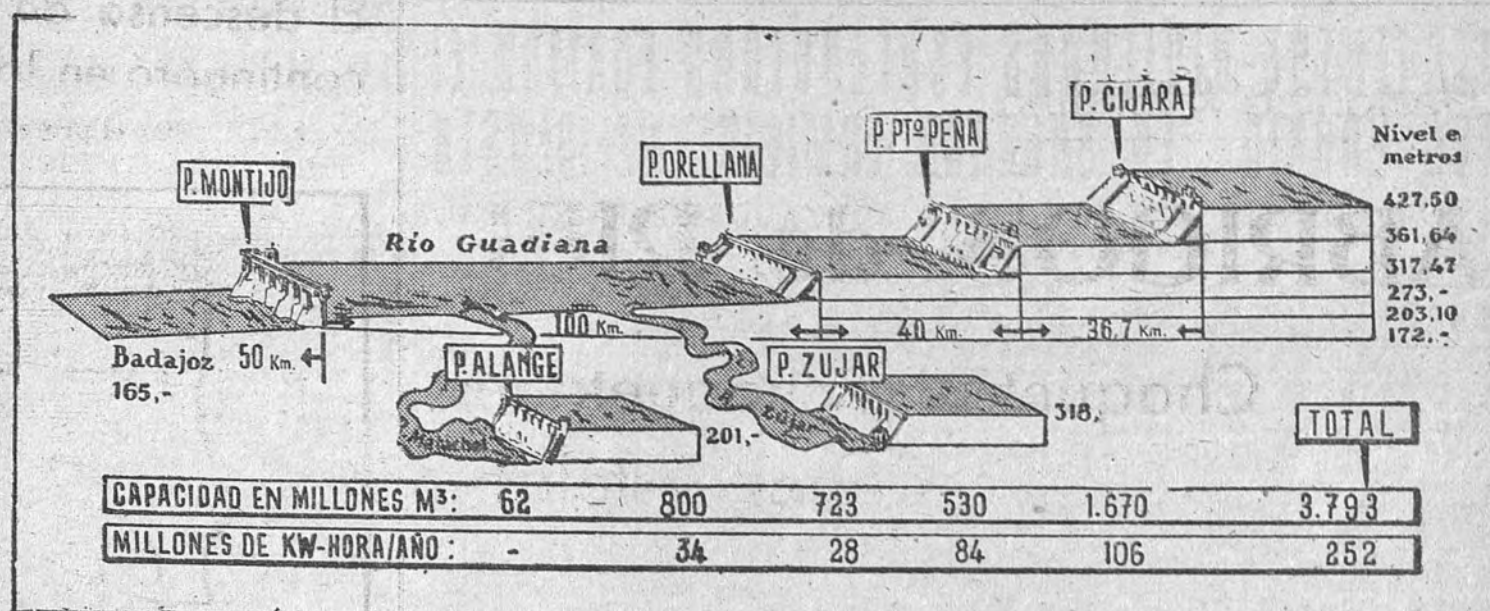 P. CIJARA
P. PTº PEÑA
P. ORELLANA
P. MONTIJO
Nivel e
metros
427,50
361,64
317,47
273,-
203,10
172,-
Río Guadiana
100 Km.
40 Km.
36,7 Km.
Badajoz 50 Km.
165,-
P. ALANGE
P. ZUJAR
R. Zújar
Matachel
201,-
318,
TOTAL
CAPACIDAD EN MILLONES M³: 62 800 723 530 1.670 3.793
MILLONES DE KW-HORA/AÑO: - 34 28 84 106 252